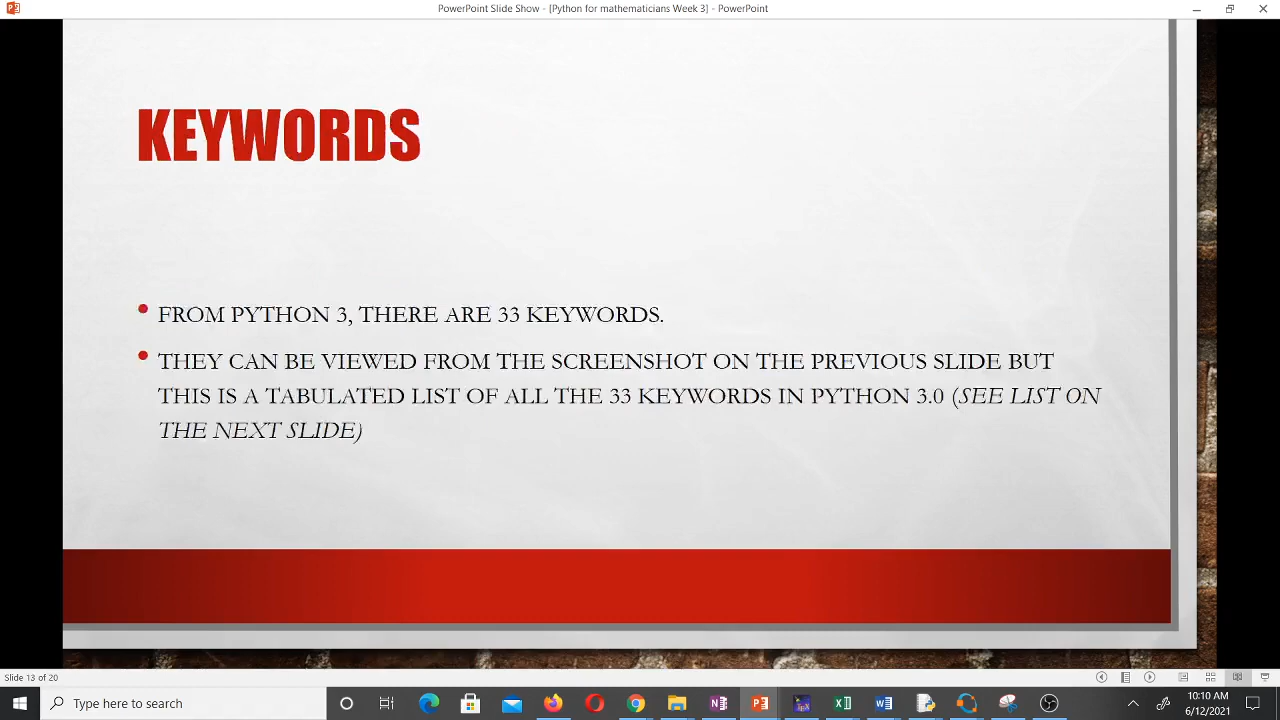 PowerPoint Slide Show - [Python for mathematicians Week 3] - PowerPoint
KEYWORDS
• FROM PYTHON 3, THERE ARE 33 KEYWORDS.
• THEY CAN BE VIEWED FROM THE SCREENSHOT ON THE PREVIOUS SLIDE BUT
THIS IS A TABULATED LIST OF ALL THE 33 KEYWORDS IN PYTHON 3.0 (SEE LIST ON
THE NEXT SLIDE)
Slide 13 of 20
Type here to search
10:10 AM
6/12/2021